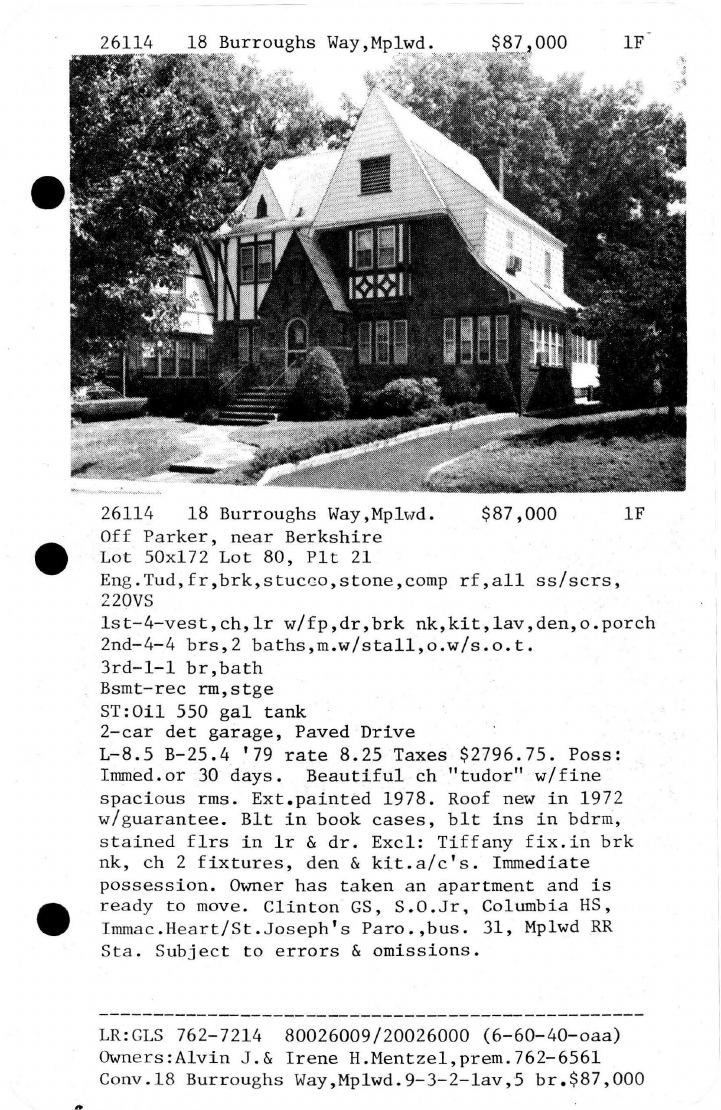 26114 18 Burroughs Way,Mplwd. $87,000 1F
26114 18 Burroughs Way,Mplwd. $87,000 1F
Off Parker, near Berkshire
Lot 50x172 Lot 80, Plt 21
Eng.Tud,fr,brk,stucco,stone,comp rf,all ss/scrs,
220VS
1st-4-vest,ch,lr w/fp,dr,brk nk,kit,lav,den,o.porch
2nd-4-4 brs,2 baths,m.w/stall,o.w/s.o.t.
3rd-1-1 br,bath
Bsmt-rec rm,stge
ST:Oil 550 gal tank
2-car det garage, Paved Drive
L-8.5 B-25.4 '79 rate 8.25 Taxes $2796.75. Poss:
Immed.or 30 days. Beautiful ch "tudor" w/fine
spacious rms. Ext.painted 1978. Roof new in 1972
w/guarantee. Blt in book cases, blt ins in bdrm,
stained flrs in lr & dr. Excl: Tiffany fix.in brk
nk, ch 2 fixtures, den & kit.a/c's. Immediate
possession. Owner has taken an apartment and is
ready to move. Clinton GS, S.O.Jr, Columbia HS,
Immac.Heart/St.Joseph's Paro.,bus. 31, Mplwd RR
Sta. Subject to errors & omissions.
LR:GLS 762-7214 80026009/20026000 (6-60-40-oaa)
Owners:Alvin J.& Irene H.Mentzel,prem.762-6561
Conv.18 Burroughs Way,Mplwd.9-3-2-lav,5 br.$87,000